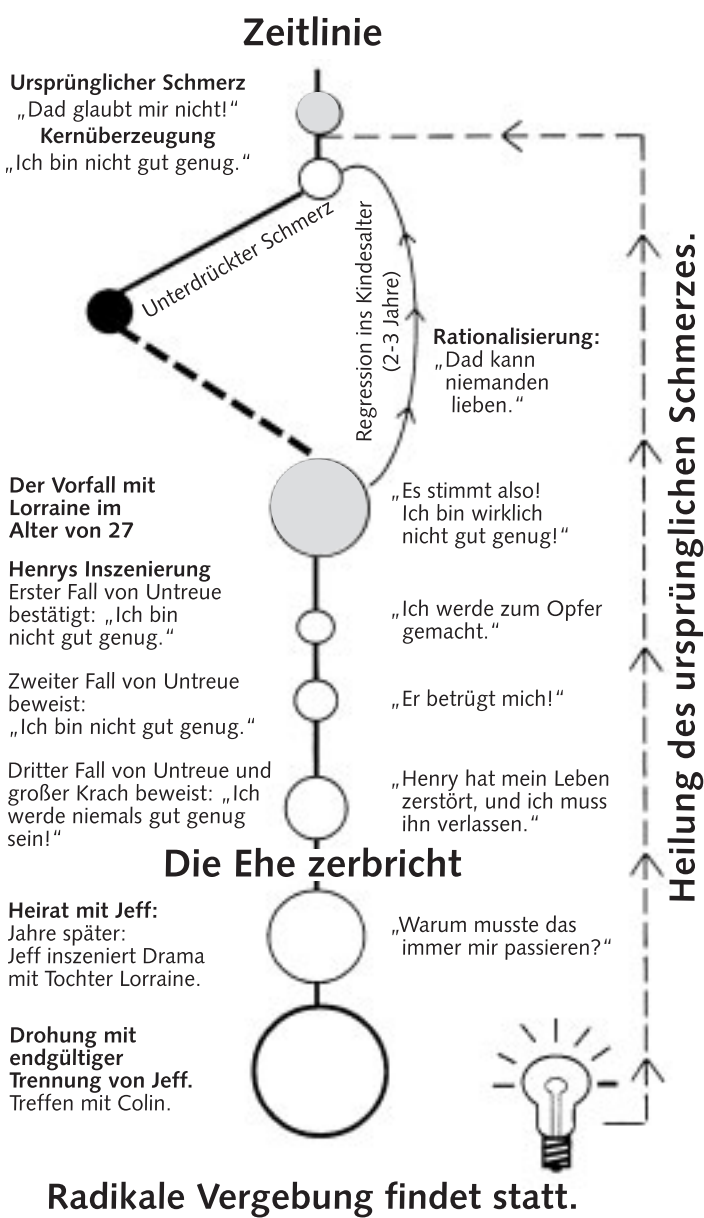 Zeitlinie
Ursprünglicher Schmerz
„Dad glaubt mir nicht!“
Kernüberzeugung
„Ich bin nicht gut genug.“
Unterdrückter Schmerz
Regression ins Kindesalter
(2-3 Jahre)
Rationalisierung:
„Dad kann
niemanden
lieben.“
Der Vorfall mit
Lorraine im
Alter von 27
„Es stimmt also!
Ich bin wirklich
nicht gut genug!“
Henrys Inszenierung
Erster Fall von Untreue
bestätigt: „Ich bin
nicht gut genug.“
„Ich werde zum Opfer
gemacht.“
Zweiter Fall von Untreue
beweist:
„Ich bin nicht gut genug.“
„Er betrügt mich!“
Dritter Fall von Untreue und
großer Krach beweist: „Ich
werde niemals gut genug
sein!“
„Henry hat mein Leben
zerstört, und ich muss
ihn verlassen.“
Die Ehe zerbricht
Heirat mit Jeff:
Jahre später:
Jeff inszeniert Drama
mit Tochter Lorraine.
„Warum musste das
immer mir passieren?“
Drohung mit
endgültiger
Trennung von Jeff.
Treffen mit Colin.
Heilung des ursprünglichen Schmerzes.
Radikale Vergebung findet statt.